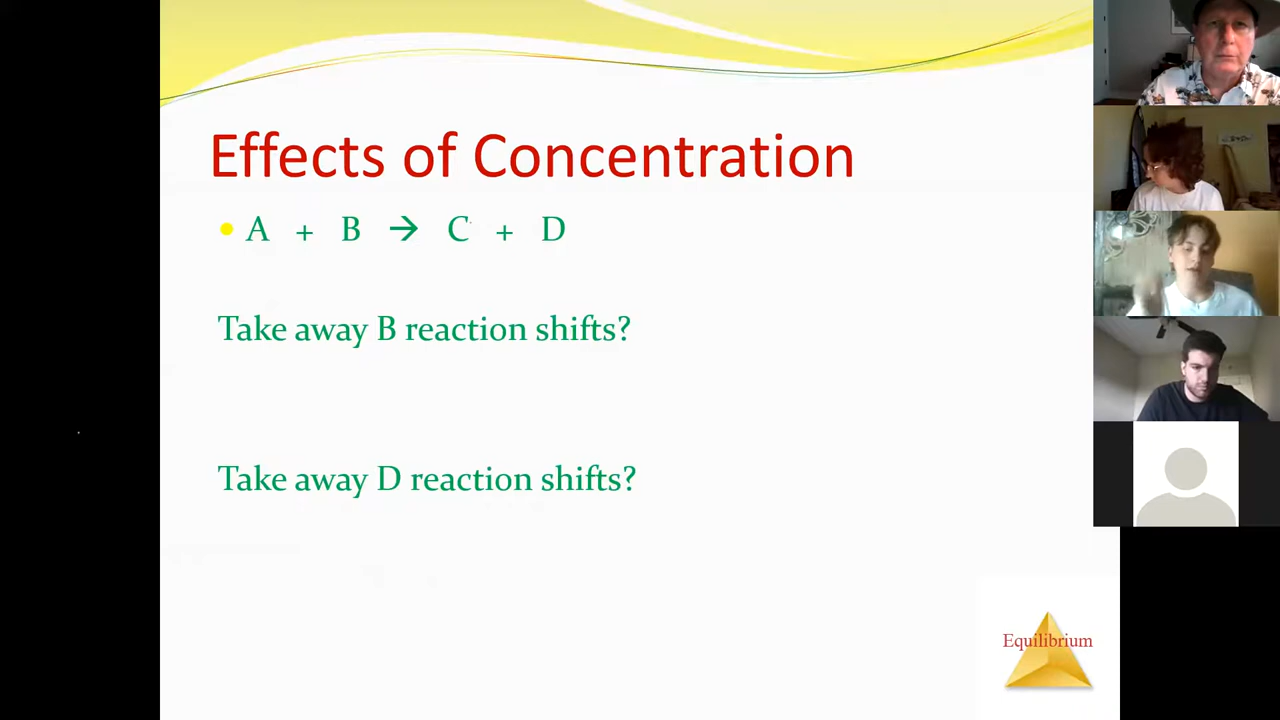 Effects of Concentration
• A + B → C + D
Take away B reaction shifts?
Take away D reaction shifts?
Equilibrium